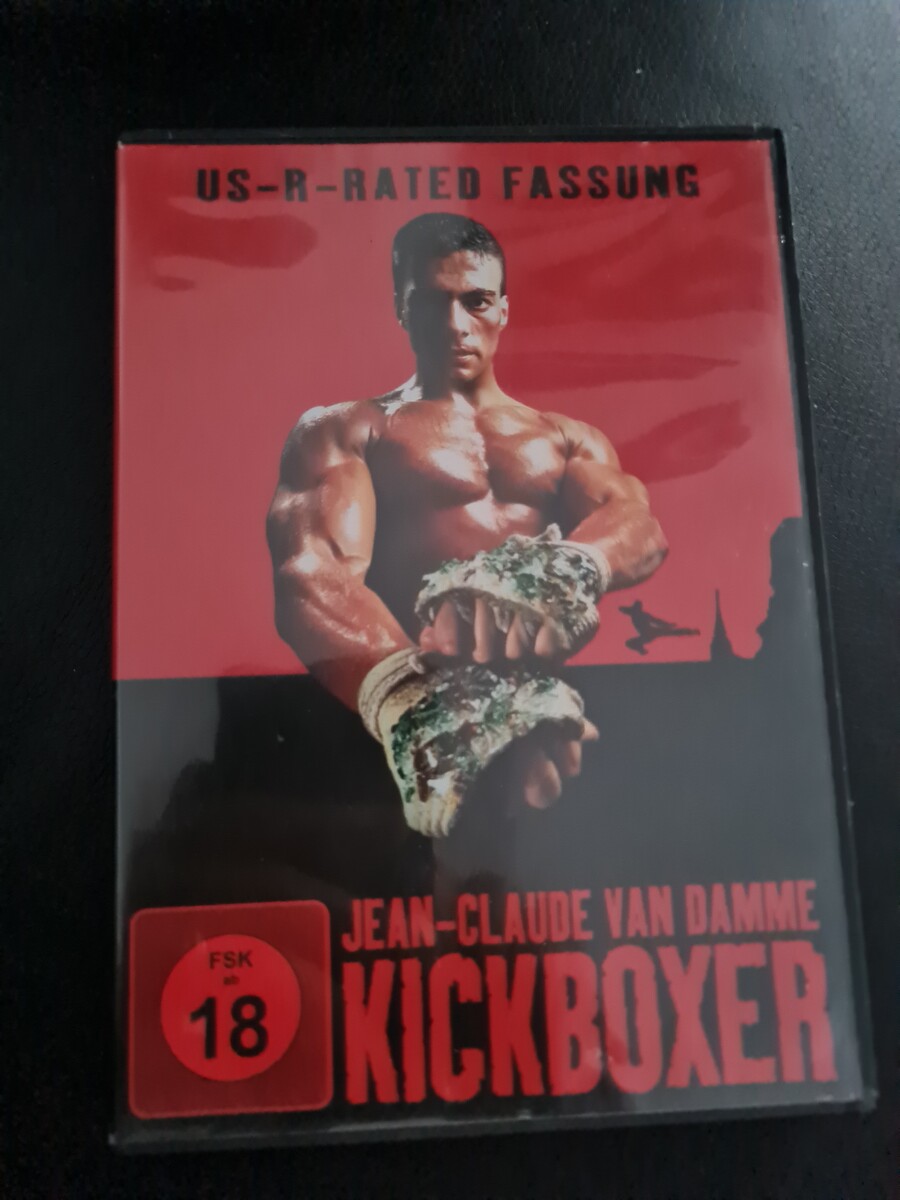 US-R-RATED FASSUNG
JEAN-CLAUDE VAN DAMME
KICKBOXER
FSK
ab
18